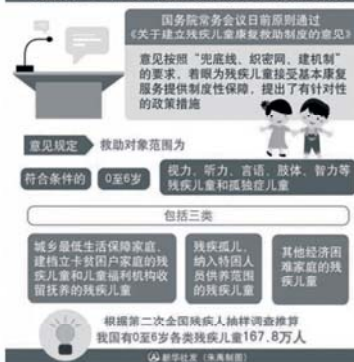 国务院常务会议日前原则通过
《关于建立残疾儿童康复救助制度的意见》
意见按照“兜底线、织密网、建机制”
的要求，着眼为残疾儿童接受基本康复
服务提供制度性保障，提出了有针对性
的政策措施
意见规定 救助对象范围为
符合条件的 0至6岁 视力、听力、言语、肢体、智力等
残疾儿童和孤独症儿童
包括三类
城乡最低生活保障家庭、
建档立卡贫困户家庭的残
疾儿童和儿童福利机构收
留抚养的残疾儿童
残疾孤儿、
纳入特困人
员供养范围
的残疾儿童
其他经济困
难家庭的残
疾儿童
根据第二次全国残疾人抽样调查推算
我国有0至6岁各类残疾儿童167.8万人
新华社发（朱禹制图）